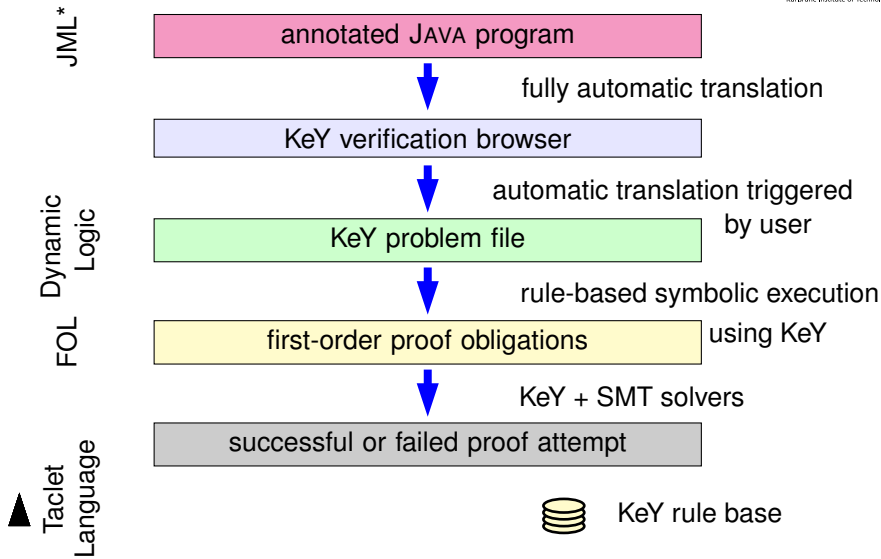 JML*
annotated JAVA program
fully automatic translation
KeY verification browser
automatic translation triggered
by user
Dynamic
Logic
KeY problem file
rule-based symbolic execution
using KeY
FOL
first-order proof obligations
KeY + SMT solvers
successful or failed proof attempt
Taclet
Language
KeY rule base